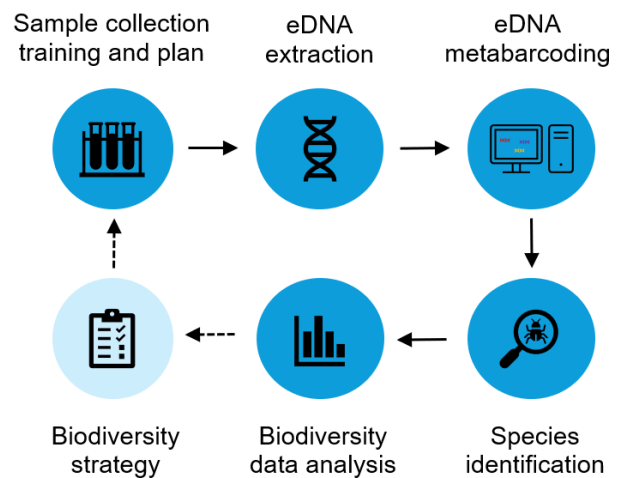 Sample collection
training and plan
eDNA
extraction
eDNA
metabarcoding
Biodiversity
strategy
Biodiversity
data analysis
Species
identification